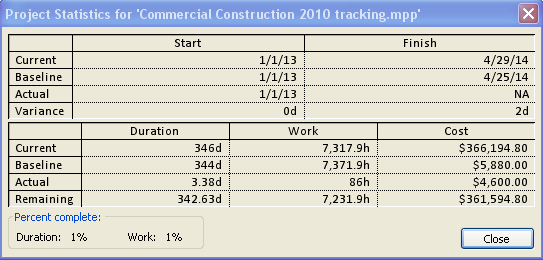 Project Statistics for 'Commercial Construction 2010 tracking.mpp'
Start Finish
Current 1/1/13 4/29/14
Baseline 1/1/13 4/25/14
Actual 1/1/13 NA
Variance 0d 2d
Duration Work Cost
Current 346d 7,317.9h $366,194.80
Baseline 344d 7,371.9h $5,880.00
Actual 3.38d 86h $4,600.00
Remaining 342.63d 7,231.9h $361,594.80
Percent complete:
Duration: 1% Work: 1% Close